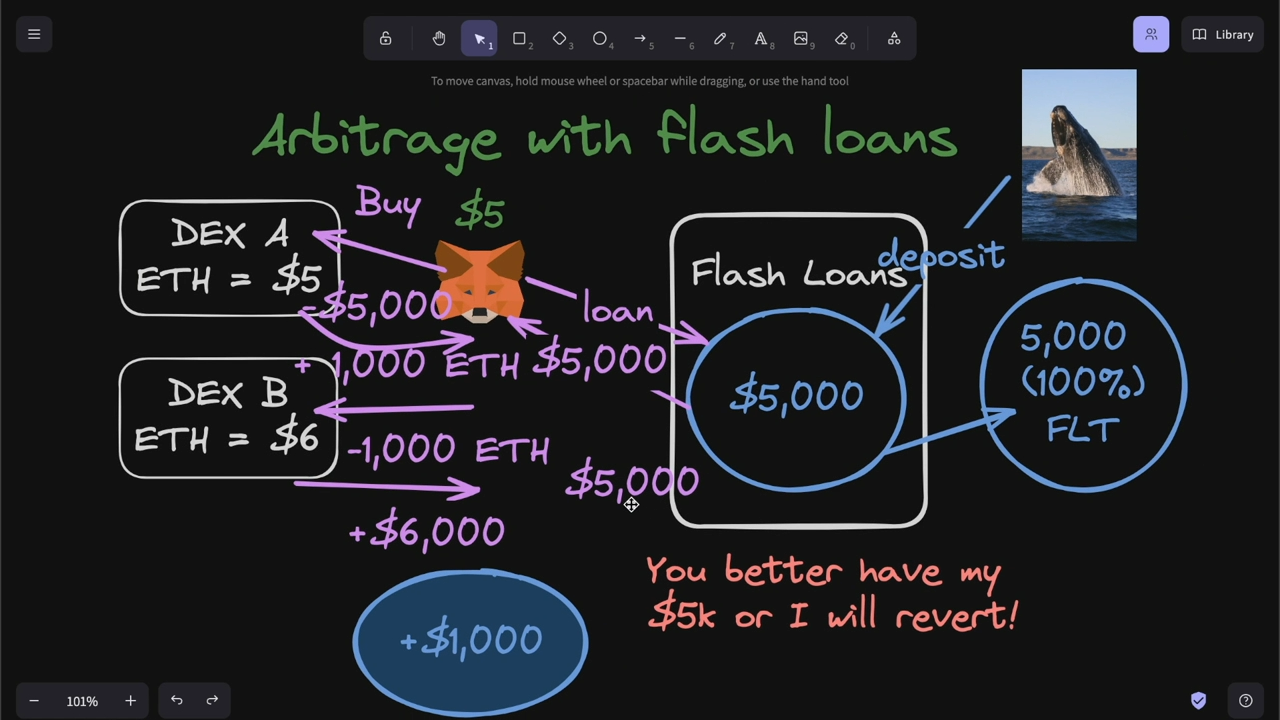 1
2
3
4
5
6
7
A 8
9
0
Library
To move canvas, hold mouse wheel or spacebar while dragging, or use the hand tool
Arbitrage with flash loans
Buy
$5
DEX A
ETH = $5
-$5,000
+ 1,000 ETH
DEX B
ETH = $6
-1,000 ETH
+$6,000
+$1,000
loan
$5,000
$5,000
Flash Loans
$5,000
deposit
5,000
(100%)
FLT
You better have my
$5k or I will revert!
101%